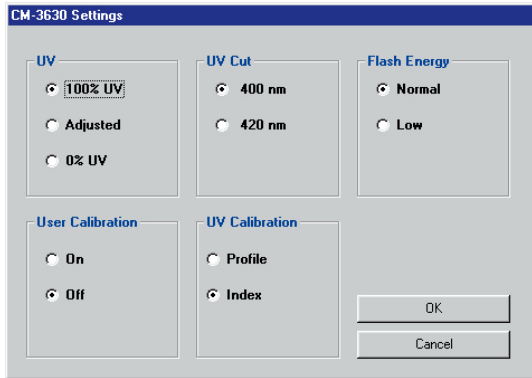 CM-3630 Settings
UV
100% UV
Adjusted
0% UV
UV Cut
400 nm
420 nm
Flash Energy
Normal
Low
User Calibration
On
Off
UV Calibration
Profile
Index
OK
Cancel